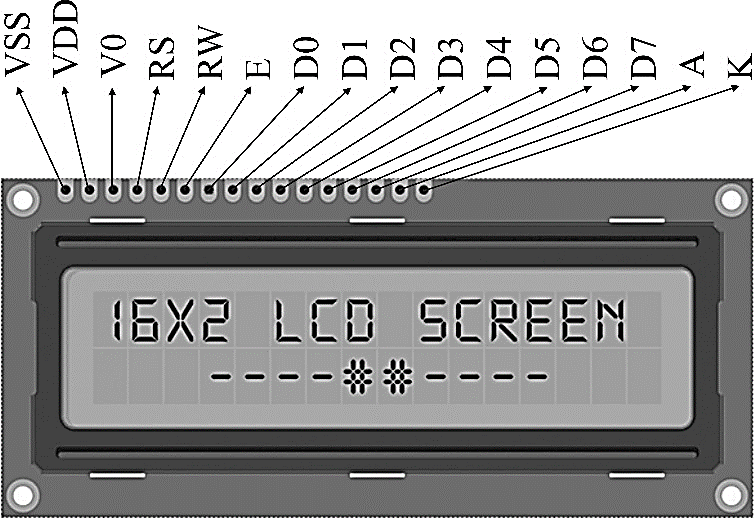 VSS VDD V0 RS RW E D0 D1 D2 D3 D4 D5 D6 D7 A K
16X2 LCD SCREEN
----##----